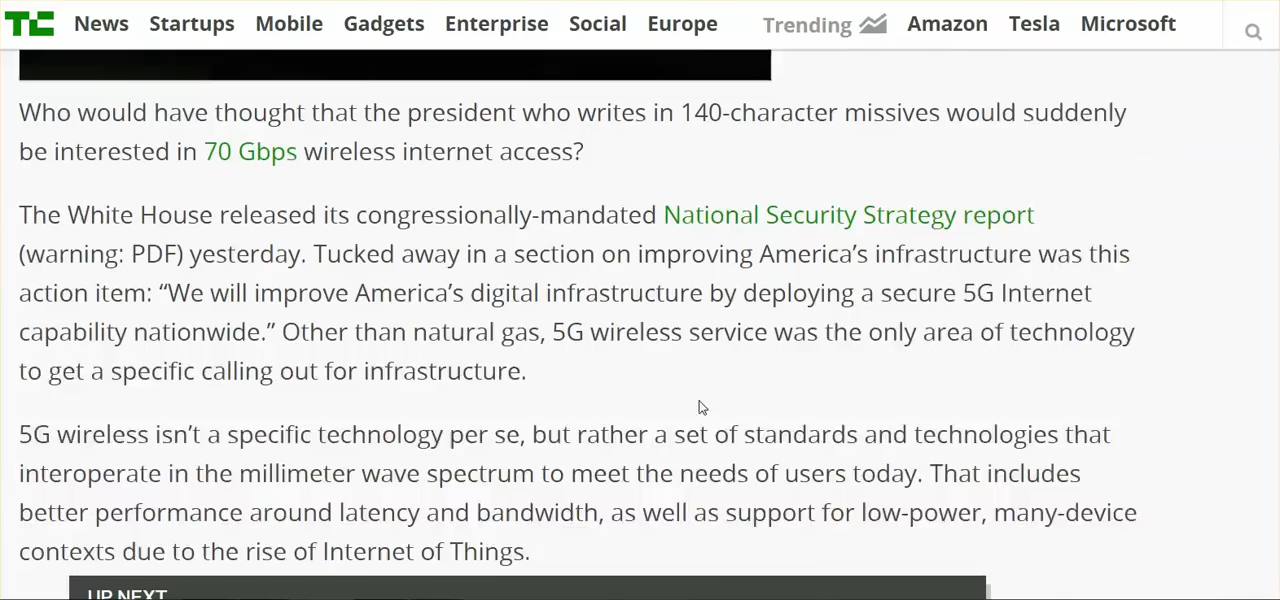 TC News Startups Mobile Gadgets Enterprise Social Europe Trending Amazon Tesla Microsoft
Who would have thought that the president who writes in 140-character missives would suddenly
be interested in 70 Gbps wireless internet access?
The White House released its congressionally-mandated National Security Strategy report
(warning: PDF) yesterday. Tucked away in a section on improving America’s infrastructure was this
action item: “We will improve America’s digital infrastructure by deploying a secure 5G Internet
capability nationwide.” Other than natural gas, 5G wireless service was the only area of technology
to get a specific calling out for infrastructure.
5G wireless isn’t a specific technology per se, but rather a set of standards and technologies that
interoperate in the millimeter wave spectrum to meet the needs of users today. That includes
better performance around latency and bandwidth, as well as support for low-power, many-device
contexts due to the rise of Internet of Things.
UP NEXT